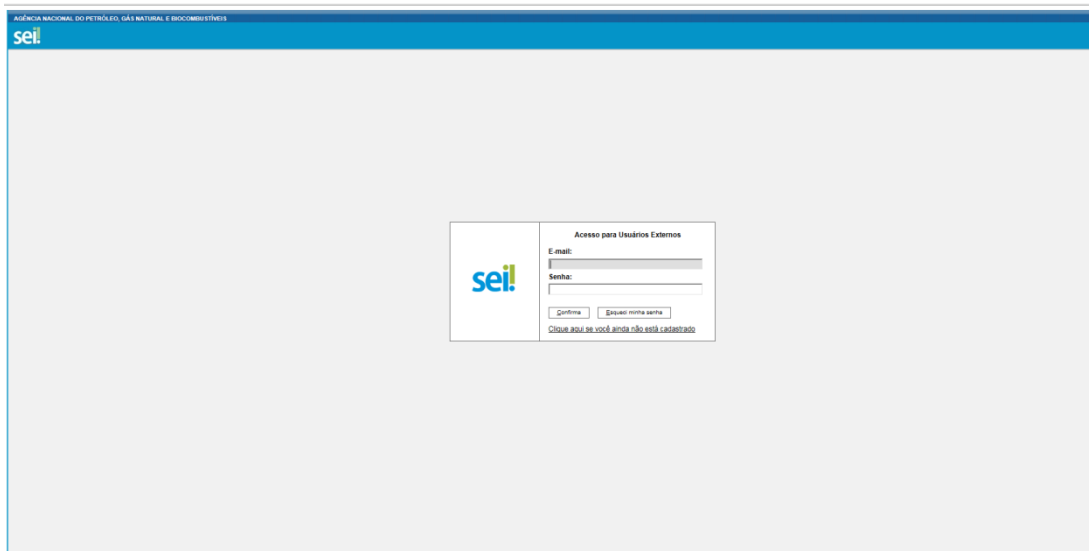 AGÊNCIA NACIONAL DO PETRÓLEO, GÁS NATURAL E BIOCOMBUSTÍVEIS
sei!
Acesso para Usuários Externos
E-mail:
sei!
Senha:
Confirma Esqueci minha senha
Clique aqui se você ainda não está cadastrado